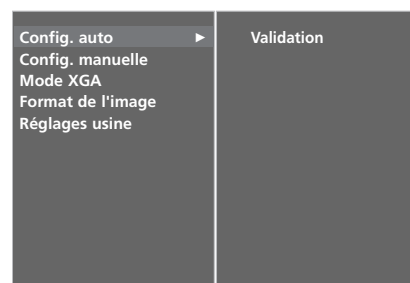 Config. auto ► Validation
Config. manuelle
Mode XGA
Format de l'image
Réglages usine